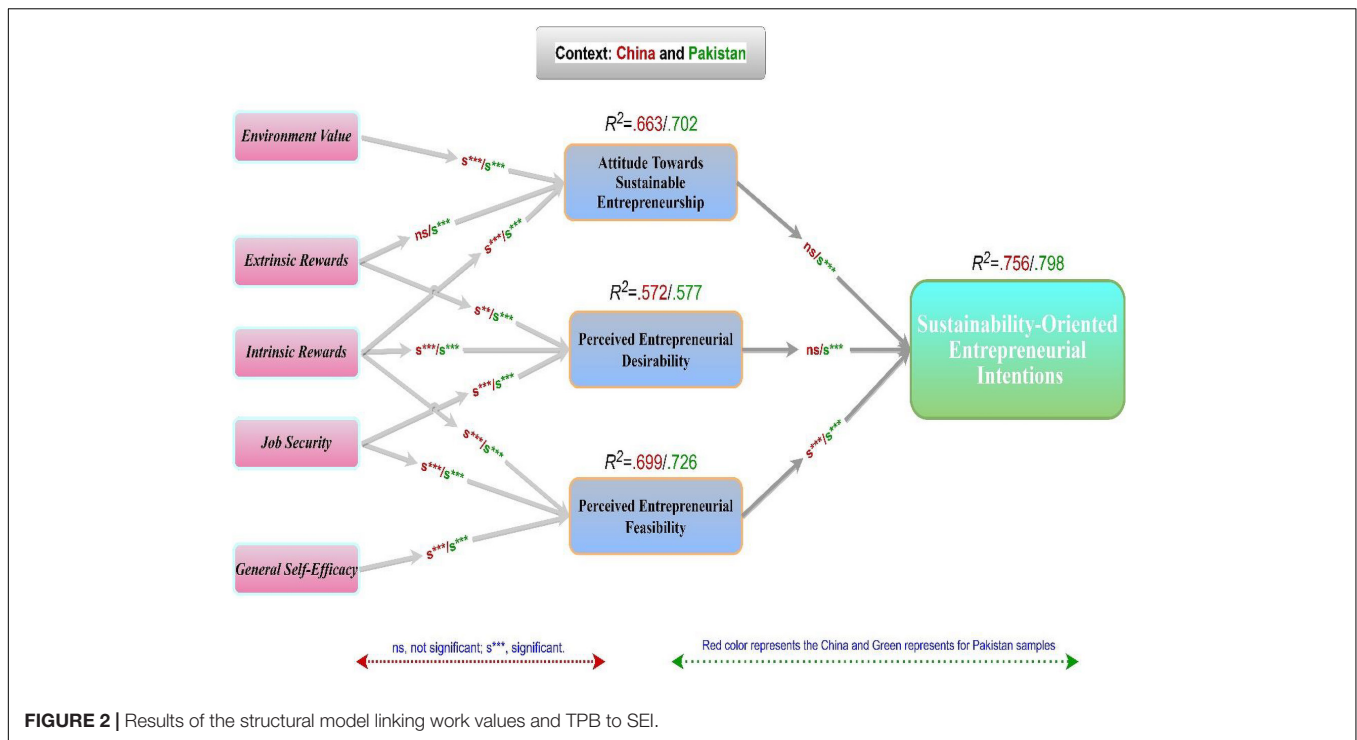 Context: China and Pakistan
Environment Value
Extrinsic Rewards
Intrinsic Rewards
Job Security
General Self-Efficacy
s***/s***
ns/s***
s***/s***
s**/s***
s***/s***
s***/s***
s***/s***
s***/s***
s***/s***
R²=.663/.702
Attitude Towards
Sustainable
Entrepreneurship
R²=.572/.577
Perceived Entrepreneurial
Desirability
R²=.699/.726
Perceived Entrepreneurial
Feasibility
ns/s***
ns/s***
s***/s***
R²=.756/.798
Sustainability-Oriented
Entrepreneurial
Intentions
ns, not significant; s***, significant.
Red color represents the China and Green represents for Pakistan samples
FIGURE 2 | Results of the structural model linking work values and TPB to SEI.